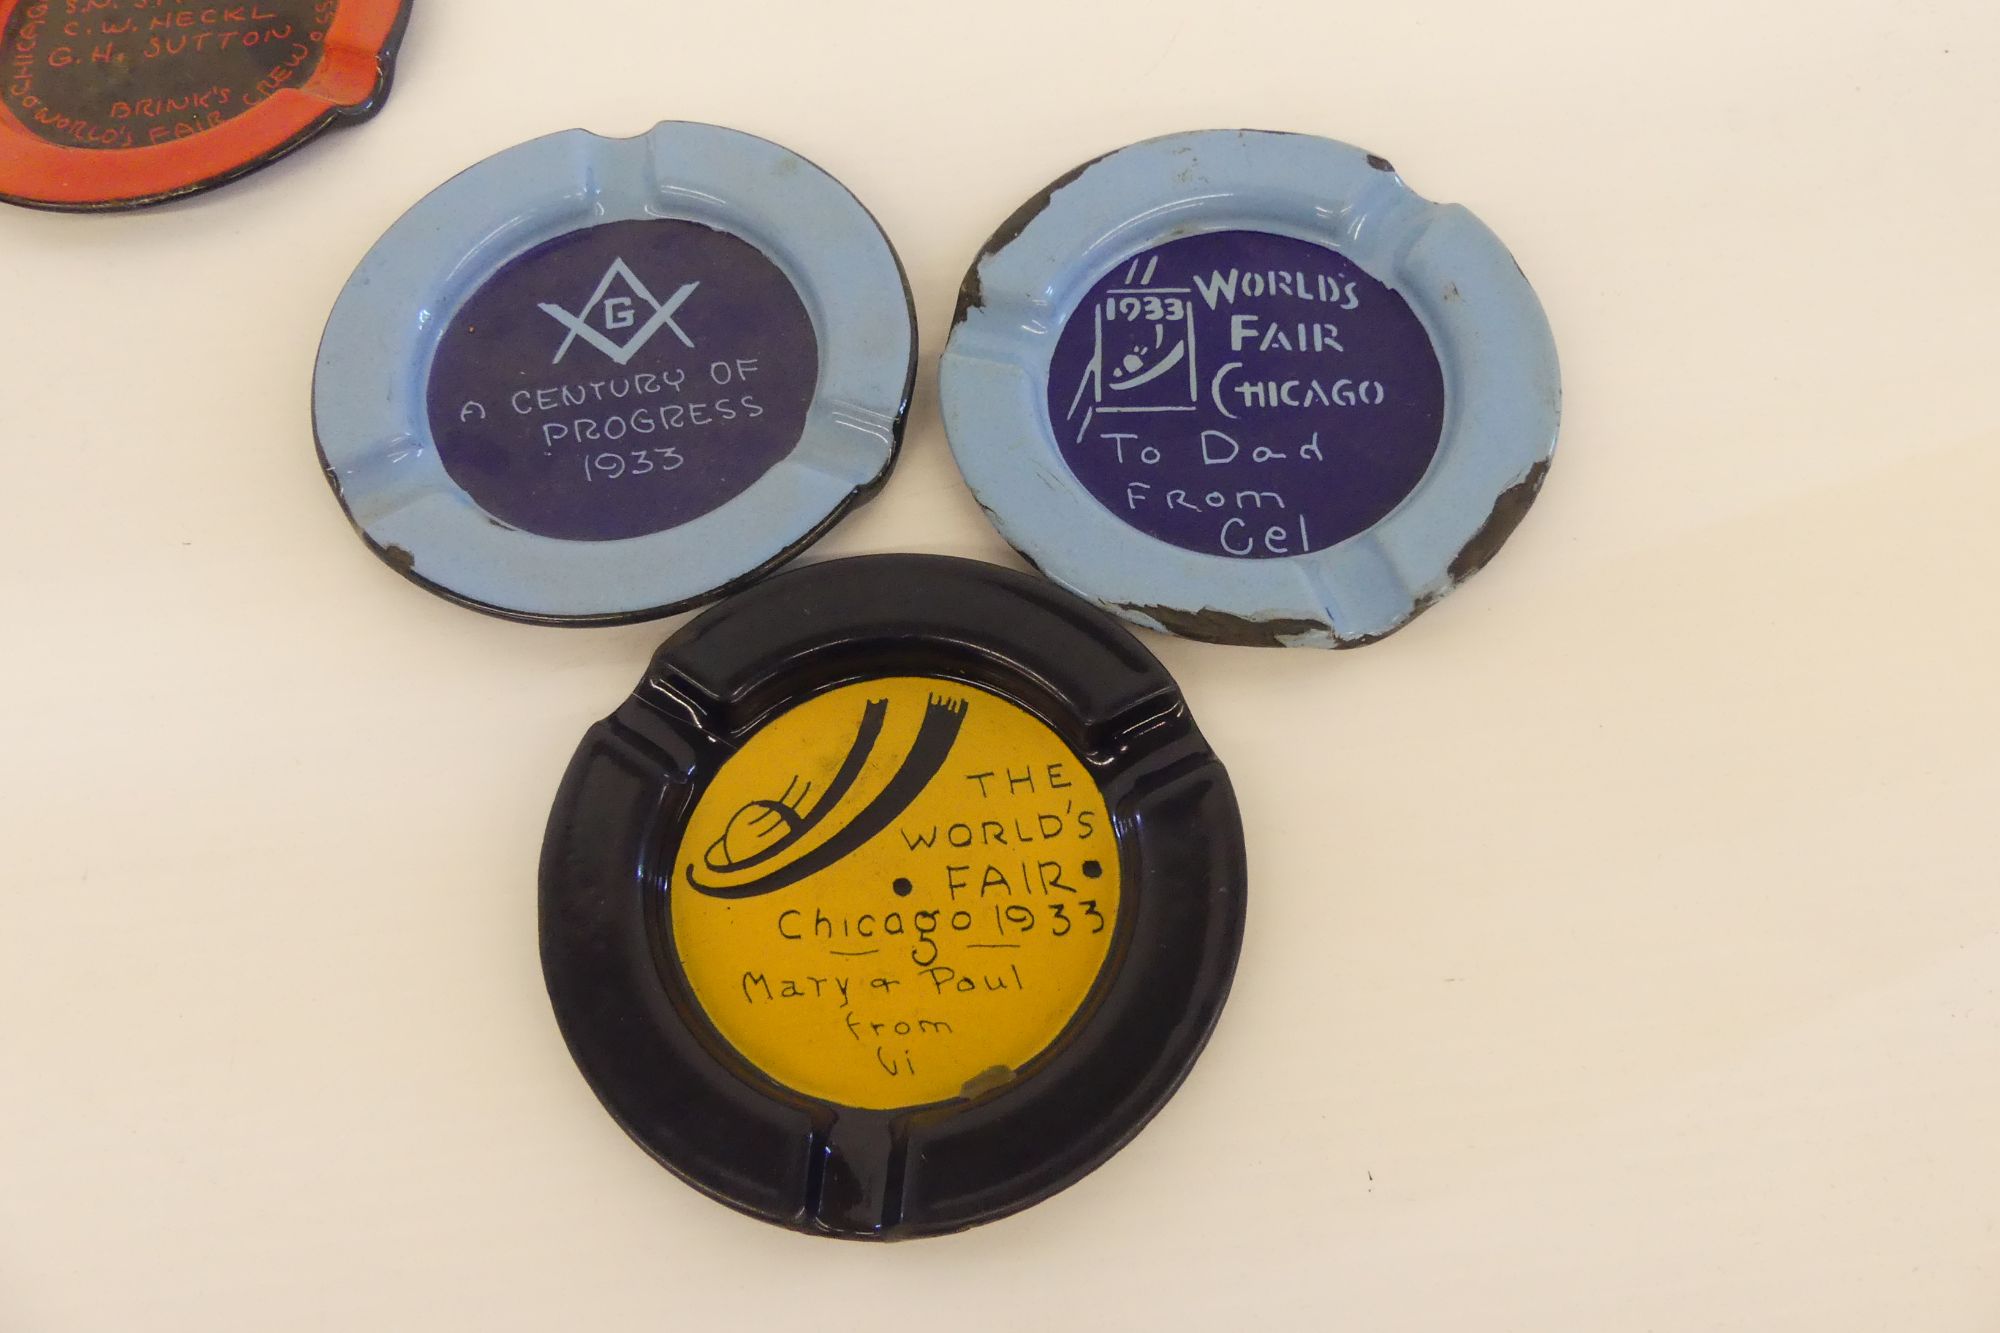 C.W. HECKL
G.H. SUTTON
BRINK'S
CHICAGO WORLD'S FAIR CREW
G
A CENTURY OF
PROGRESS
1933
1933
WORLD'S
FAIR
CHICAGO
To Dad
From
Cel
THE
WORLD'S
• FAIR •
Chicago 1933
Mary & Paul
from
Vi